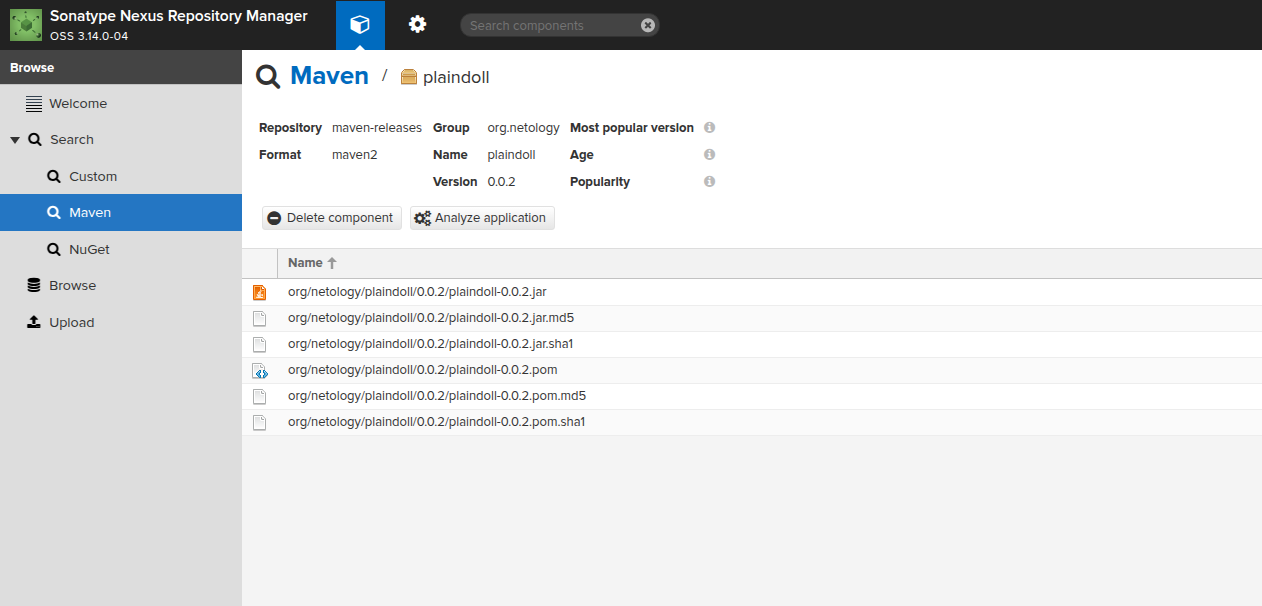 Sonatype Nexus Repository Manager
OSS 3.14.0-04
Search components
Browse
Welcome
Search
Custom
Maven
NuGet
Browse
Upload
Maven / plaindoll
Repository maven-releases Group org.netology Most popular version
Format maven2 Name plaindoll Age
Version 0.0.2 Popularity
Delete component Analyze application
Name
org/netology/plaindoll/0.0.2/plaindoll-0.0.2.jar
org/netology/plaindoll/0.0.2/plaindoll-0.0.2.jar.md5
org/netology/plaindoll/0.0.2/plaindoll-0.0.2.jar.sha1
org/netology/plaindoll/0.0.2/plaindoll-0.0.2.pom
org/netology/plaindoll/0.0.2/plaindoll-0.0.2.pom.md5
org/netology/plaindoll/0.0.2/plaindoll-0.0.2.pom.sha1